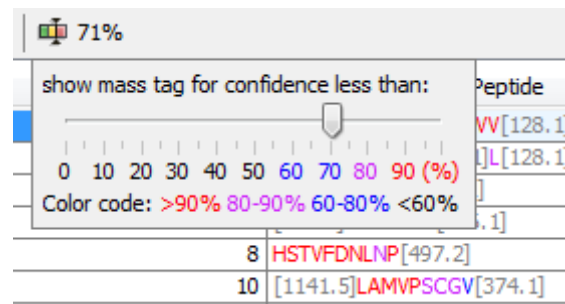 71%
show mass tag for confidence less than:
Peptide
VV[128.1]
]L[128.1]
0 10 20 30 40 50 60 70 80 90 (%)
]
Color code: >90% 80-90% 60-80% <60%
.1]
8 HSTVFDNLNP[497.2]
10 [1141.5]LAMVPSCGV[374.1]